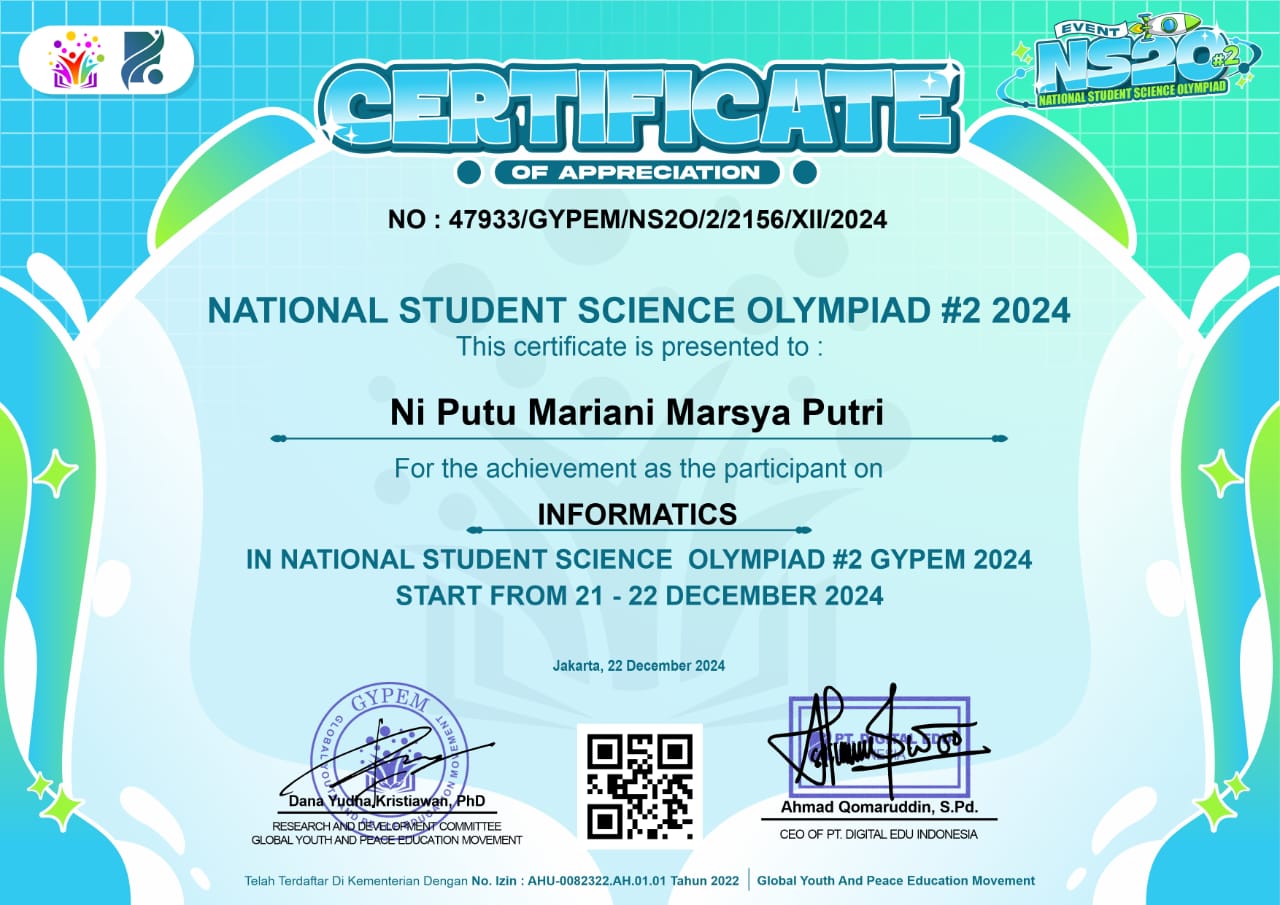 EVENT
NS2O #2
NATIONAL STUDENT SCIENCE OLYMPIAD
CERTIFICATE
OF APPRECIATION
NO : 47933/GYPEM/NS2O/2/2156/XII/2024
NATIONAL STUDENT SCIENCE OLYMPIAD #2 2024
This certificate is presented to :
Ni Putu Mariani Marsya Putri
For the achievement as the participant on
INFORMATICS
IN NATIONAL STUDENT SCIENCE OLYMPIAD #2 GYPEM 2024
START FROM 21 - 22 DECEMBER 2024
Jakarta, 22 December 2024
GYPEM
GLOBAL YOUTH AND PEACE EDUCATION MOVEMENT
Dana Yudha Kristiawan, PhD
RESEARCH AND DEVELOPMENT COMMITTEE
GLOBAL YOUTH AND PEACE EDUCATION MOVEMENT
PT. DIGITAL EDU
Ahmad Qomaruddin, S.Pd.
CEO OF PT. DIGITAL EDU INDONESIA
Telah Terdaftar Di Kementerian Dengan No. Izin : AHU-0082322.AH.01.01 Tahun 2022 | Global Youth And Peace Education Movement